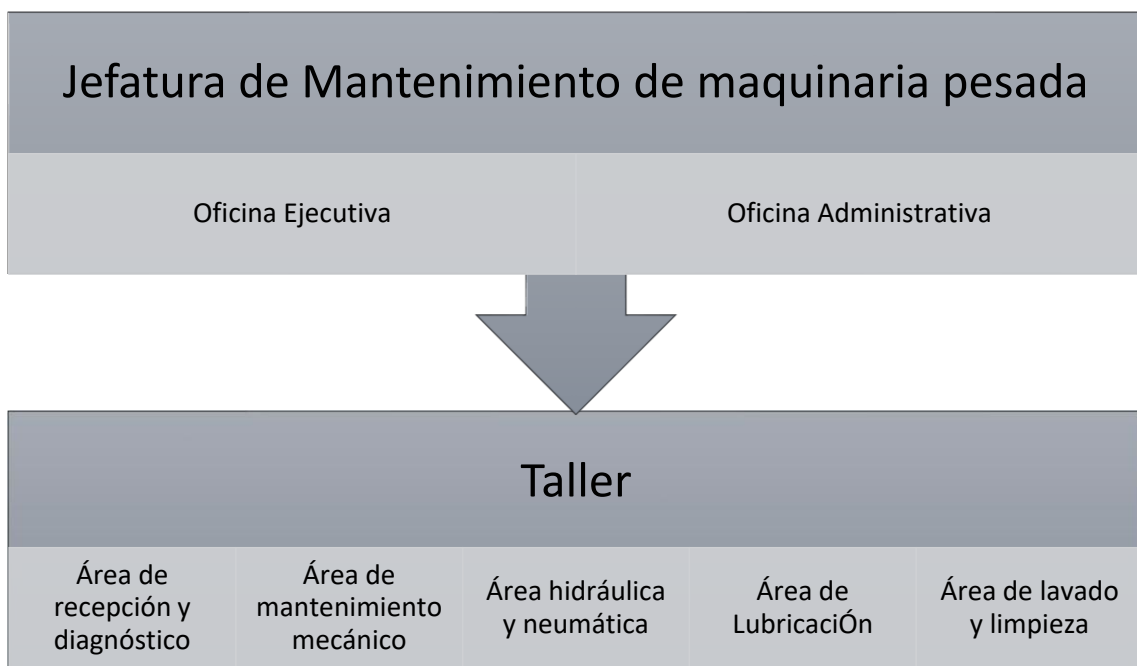 Jefatura de Mantenimiento de maquinaria pesada
Oficina Ejecutiva
Oficina Administrativa
Taller
Área de
recepción y
diagnóstico
Área de
mantenimiento
mecánico
Área hidráulica
y neumática
Área de
LubricaciÓn
Área de lavado
y limpieza